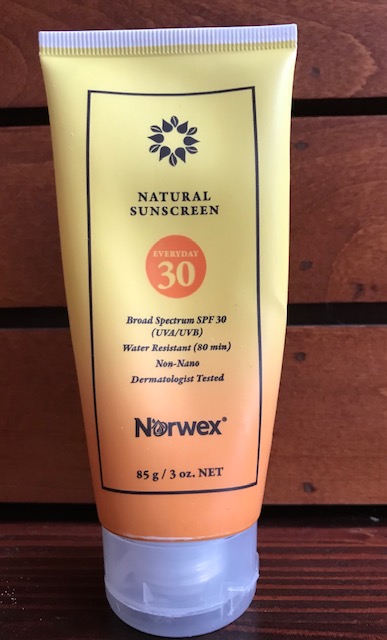 NATURAL
SUNSCREEN
EVERYDAY
30
Broad Spectrum SPF 30
(UVA/UVB)
Water Resistant (80 min)
Non-Nano
Dermatologist Tested
Norwex®
85 g / 3 oz. NET